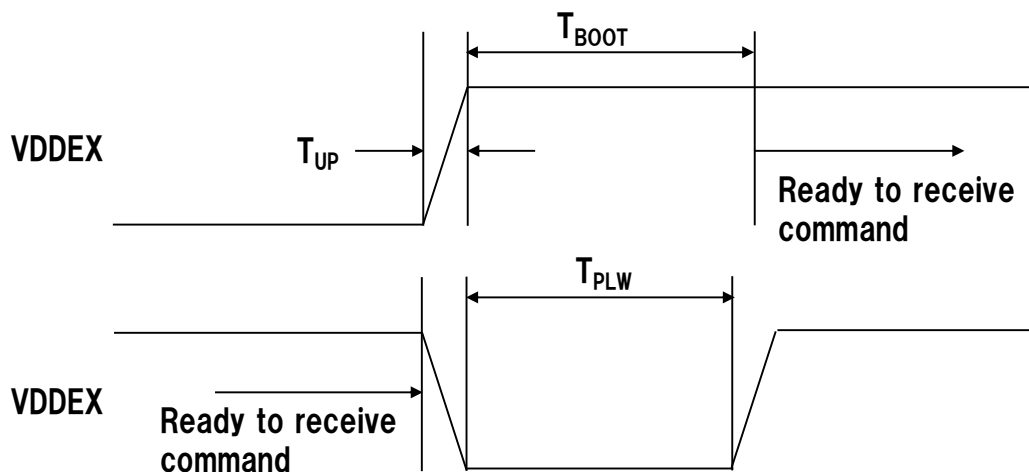 T_BOOT
VDDEX
T_UP
Ready to receive
command
T_PLW
VDDEX
Ready to receive
command